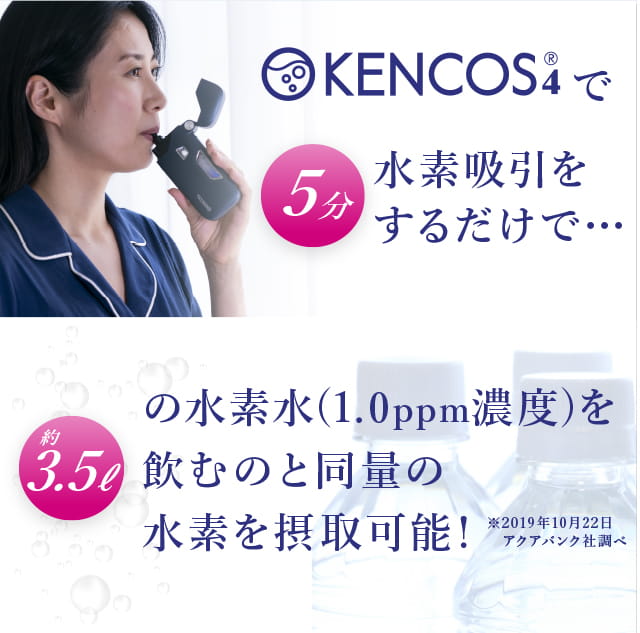 KENCOS®4で
5分
水素吸引を
するだけで…
約
3.5ℓ
の水素水(1.0ppm濃度)を
飲むのと同量の
水素を摂取可能!
※2019年10月22日
アクアバンク社調べ